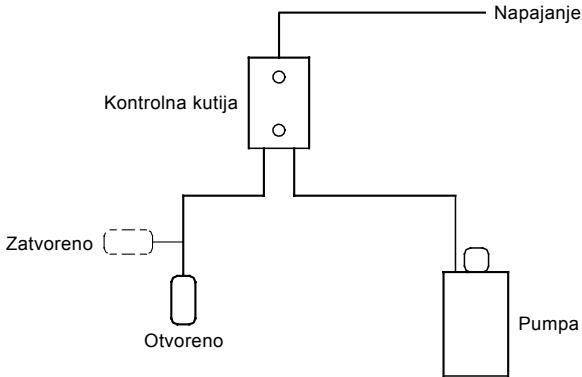 Napajanje
Kontrolna kutija
Zatvoreno
Otvoreno
Pumpa